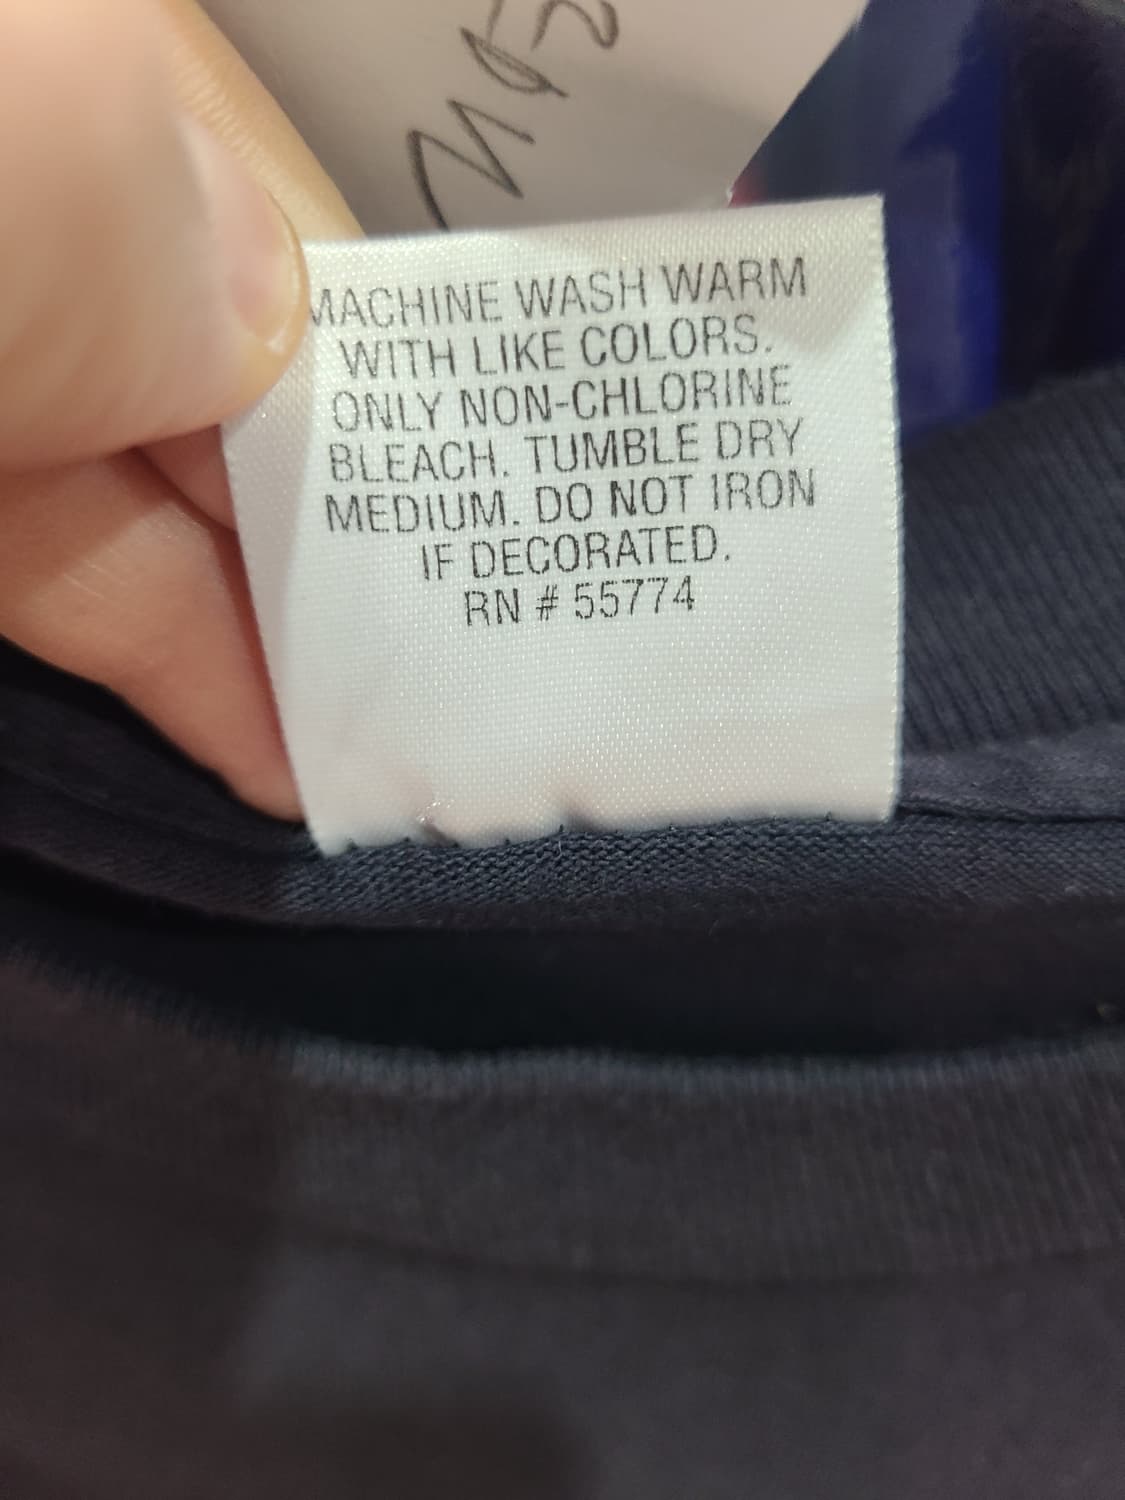 MACHINE WASH WARM
WITH LIKE COLORS.
ONLY NON-CHLORINE
BLEACH. TUMBLE DRY
MEDIUM. DO NOT IRON
IF DECORATED.
RN # 55774